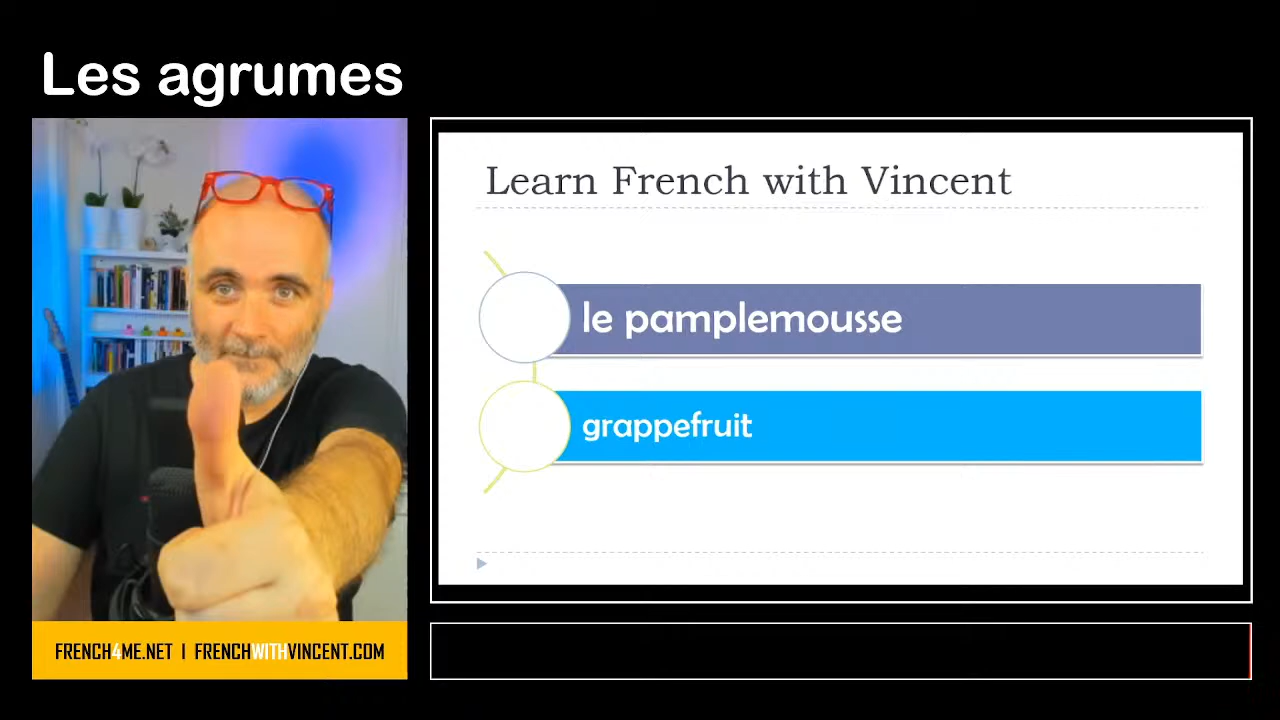 Les agrumes
Learn French with Vincent
le pamplemousse
grappefruit
FRENCH4ME.NET I FRENCHWITHVINCENT.COM